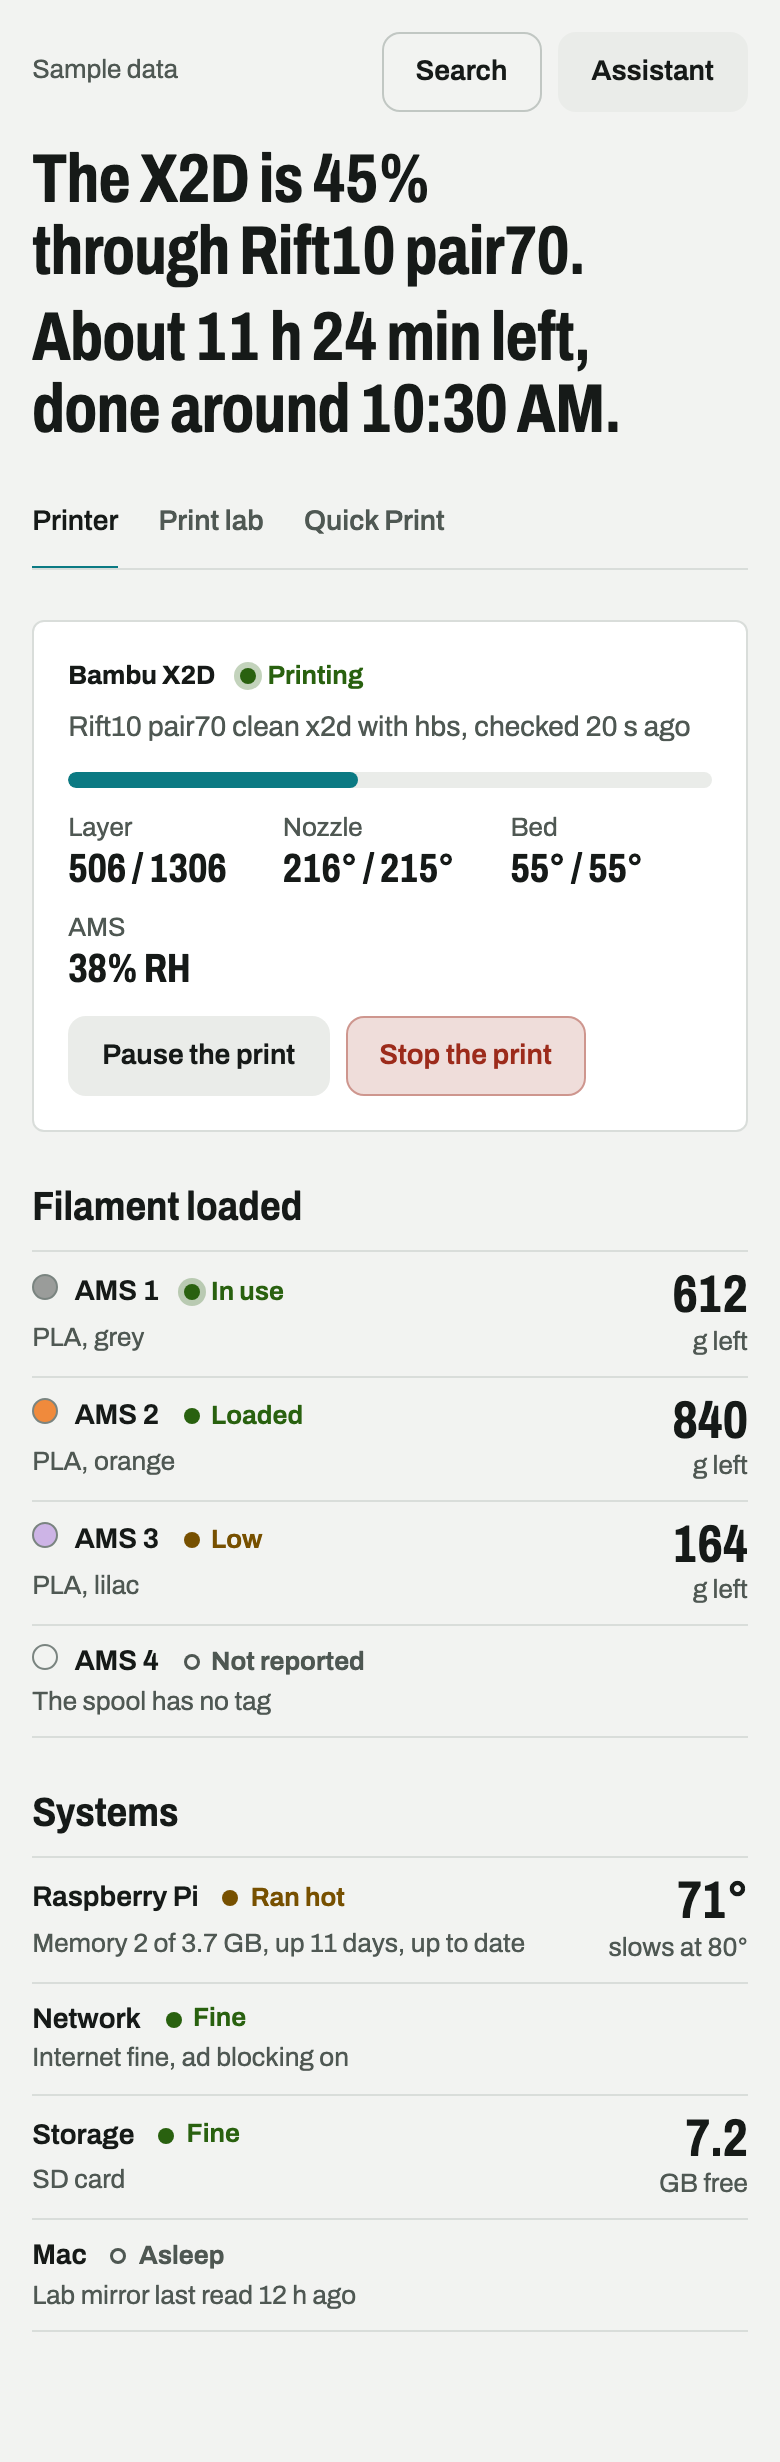 Sample data
Search
Assistant
The X2D is 45%
through Rift10 pair70.
About 11 h 24 min left,
done around 10:30 AM.
Printer
Print lab
Quick Print
Bambu X2D
Printing
Rift10 pair70 clean x2d with hbs, checked 20 s ago
Layer
506 / 1306
Nozzle
216° / 215°
Bed
55° / 55°
AMS
38% RH
Pause the print
Stop the print
Filament loaded
AMS 1
In use
612
PLA, grey
g left
AMS 2
Loaded
840
PLA, orange
g left
AMS 3
Low
164
PLA, lilac
g left
AMS 4
Not reported
The spool has no tag
Systems
Raspberry Pi
Ran hot
71°
Memory 2 of 3.7 GB, up 11 days, up to date
slows at 80°
Network
Fine
Internet fine, ad blocking on
Storage
Fine
7.2
SD card
GB free
Mac
Asleep
Lab mirror last read 12 h ago